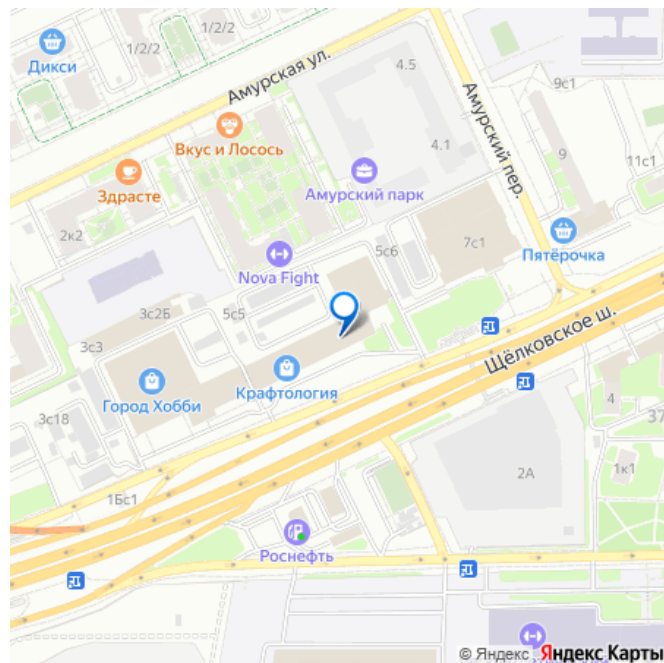 1/2/2
1/2/2
Дикси
Амурская ул.
4.5
9с1
Вкус и Лосось
4.1
Амурский пер.
9
11с1
Здрасте
Амурский парк
2к2
5с6
7с1
Пятёрочка
Nova Fight
3с2Б
5с5
3с3
Щёлковское ш.
Крафтология
Город Хобби
3с18
4
37
2А
1к1
1Бс1
Роснефть
© Яндекс Яндекс Карты